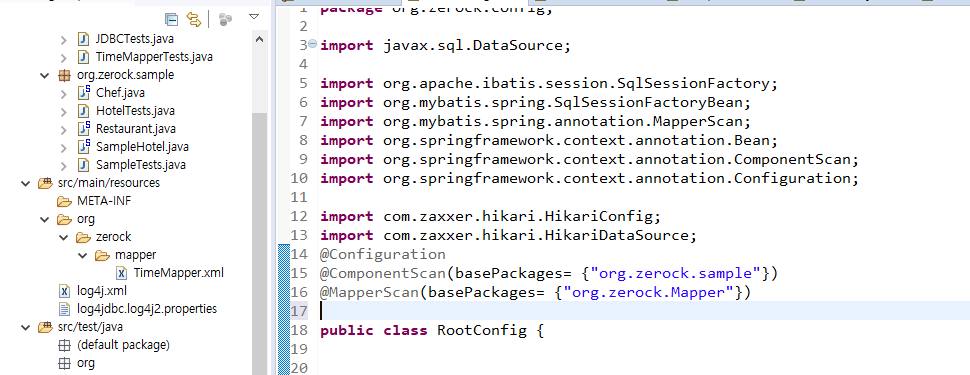 JDBCTests.java
TimeMapperTests.java
org.zerock.sample
Chef.java
HotelTests.java
Restaurant.java
SampleHotel.java
SampleTests.java
src/main/resources
META-INF
org
zerock
mapper
TimeMapper.xml
log4j.xml
log4jdbc.log4j2.properties
src/test/java
(default package)
org
1 package org.zerock.config;
2
3 import javax.sql.DataSource;
4
5 import org.apache.ibatis.session.SqlSessionFactory;
6 import org.mybatis.spring.SqlSessionFactoryBean;
7 import org.mybatis.spring.annotation.MapperScan;
8 import org.springframework.context.annotation.Bean;
9 import org.springframework.context.annotation.ComponentScan;
10 import org.springframework.context.annotation.Configuration;
11
12 import com.zaxxer.hikari.HikariConfig;
13 import com.zaxxer.hikari.HikariDataSource;
14 @Configuration
15 @ComponentScan(basePackages= {"org.zerock.sample"})
16 @MapperScan(basePackages= {"org.zerock.Mapper"})
17
18 public class RootConfig {
19
20